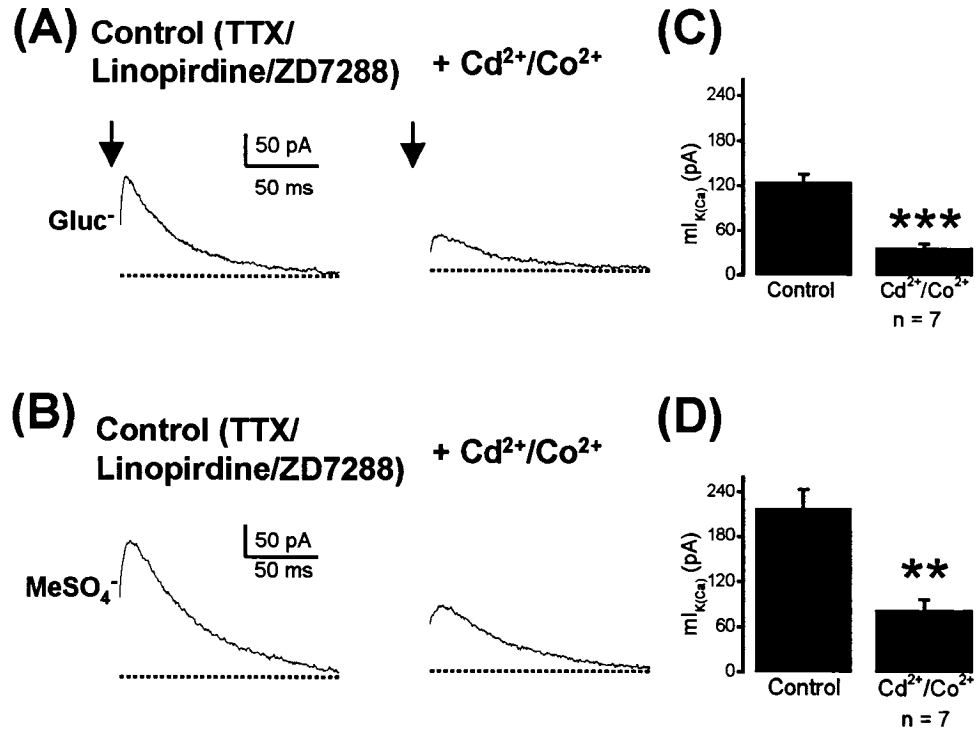 (A) Control (TTX/
Linopirdine/ZD7288)
+ Cd²⁺/Co²⁺
50 pA
50 ms
Gluc⁻
(C)
mI_K(Ca) (pA)
240
180
120
60
0
***
Control
Cd²⁺/Co²⁺
n = 7
(B) Control (TTX/
Linopirdine/ZD7288)
+ Cd²⁺/Co²⁺
50 pA
50 ms
MeSO₄⁻
(D)
mI_K(Ca) (pA)
240
180
120
60
0
**
Control
Cd²⁺/Co²⁺
n = 7